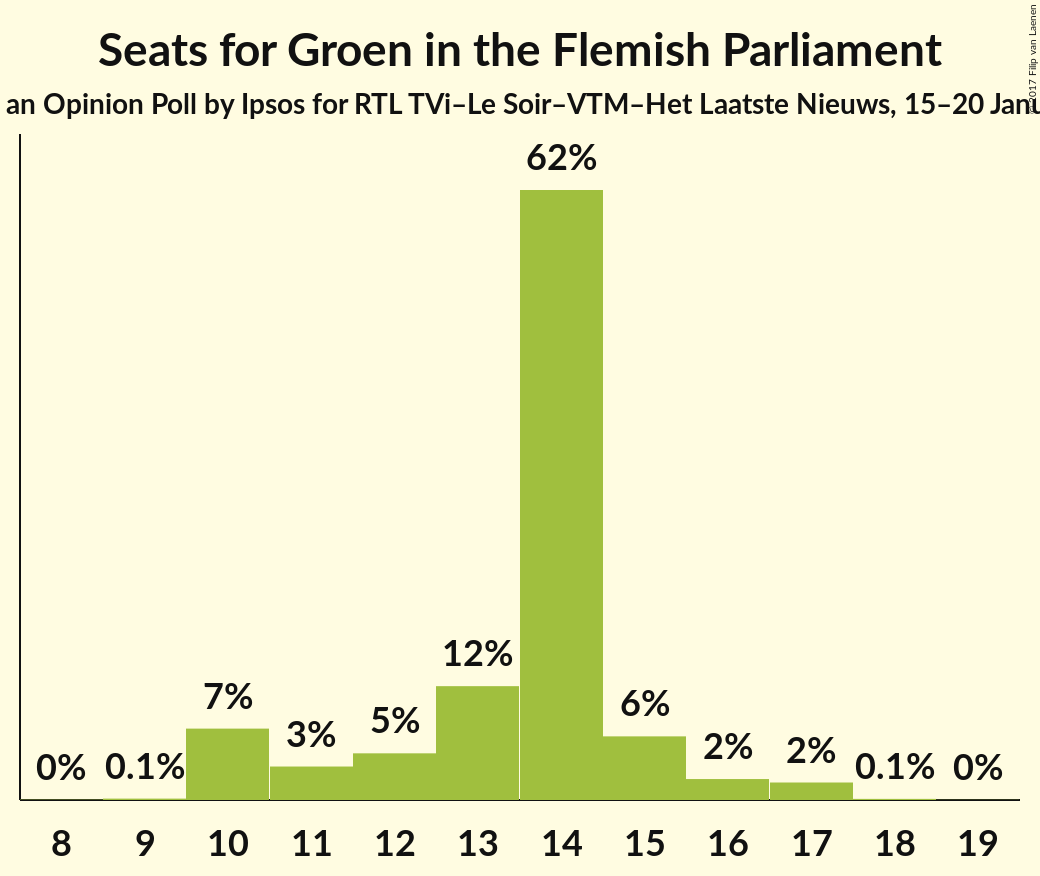 Seats for Groen in the Flemish Parliament
an Opinion Poll by Ipsos for RTL TVi–Le Soir–VTM–Het Laatste Nieuws, 15–20
© 2017 Filip van Laenen
62%
12%
7%
6%
5%
3%
2%
2%
0% 0.1% 0.1% 0%
8 9 10 11 12 13 14 15 16 17 18 19